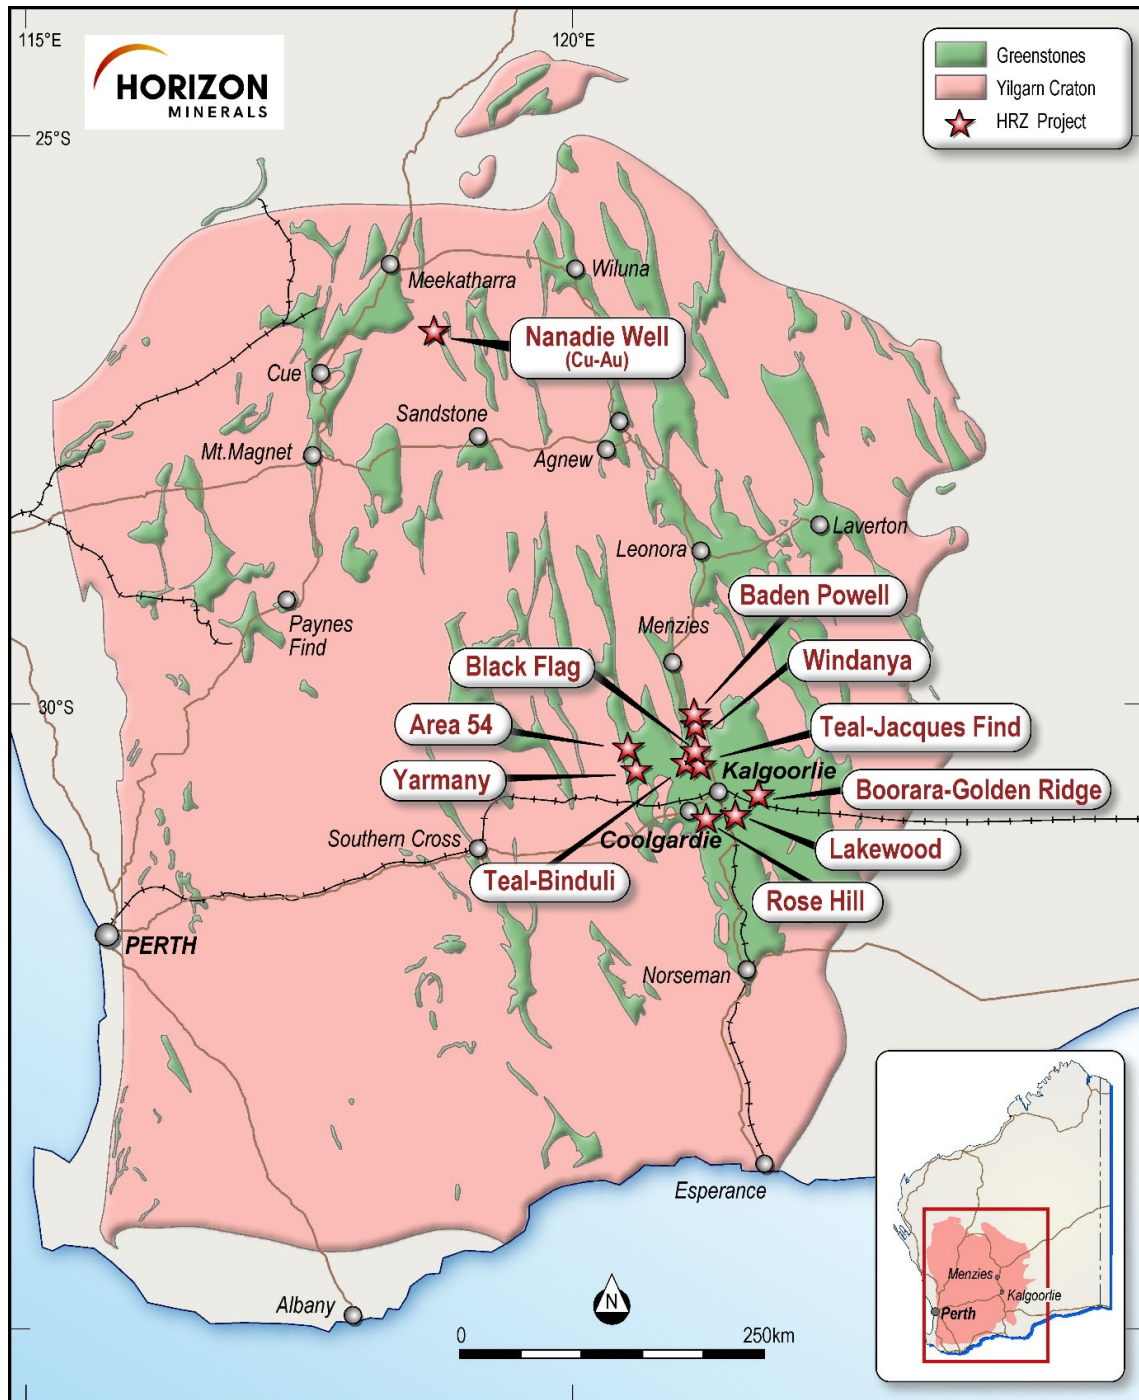 115°E
120°E
HORIZON
MINERALS
Greenstones
Yilgarn Craton
HRZ Project
25°S
Meekatharra
Wiluna
Nanadie Well
(Cu-Au)
Cue
Sandstone
Mt.Magnet
Agnew
Laverton
Leonora
Baden Powell
Paynes
Find
Menzies
Black Flag
Windanya
30°S
Area 54
Teal-Jacques Find
Yarmany
Kalgoorlie
Boorara-Golden Ridge
Southern Cross
Coolgardie
Lakewood
Teal-Binduli
Rose Hill
PERTH
Norseman
Esperance
Albany
N
0
250km
Menzies
Kalgoorlie
Perth